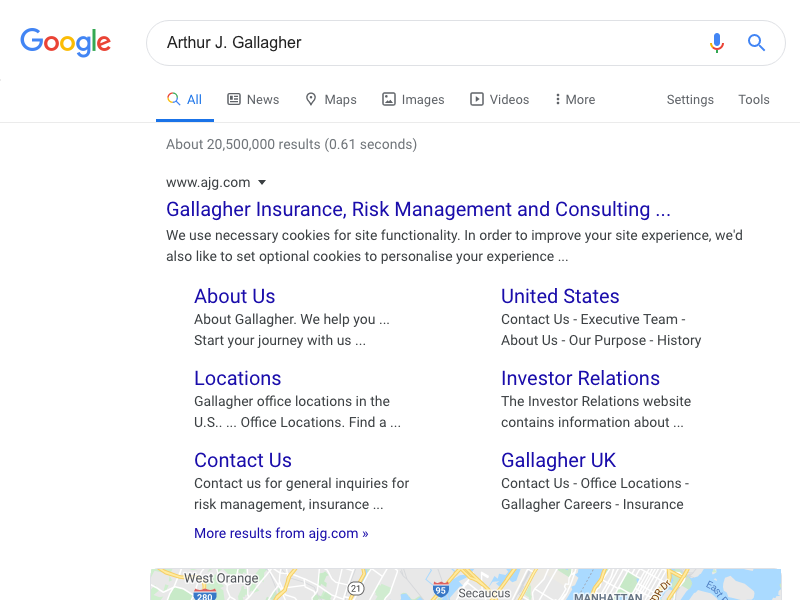 Google
Arthur J. Gallagher
All News Maps Images Videos More Settings Tools
About 20,500,000 results (0.61 seconds)
www.ajg.com
Gallagher Insurance, Risk Management and Consulting ...
We use necessary cookies for site functionality. In order to improve your site experience, we'd
also like to set optional cookies to personalise your experience ...
About Us
About Gallagher. We help you ...
Start your journey with us ...
United States
Contact Us - Executive Team -
About Us - Our Purpose - History
Locations
Gallagher office locations in the
U.S.. ... Office Locations. Find a ...
Investor Relations
The Investor Relations website
contains information about ...
Contact Us
Contact us for general inquiries for
risk management, insurance ...
Gallagher UK
Contact Us - Office Locations -
Gallagher Careers - Insurance
More results from ajg.com »
West Orange
280
21
95
Secaucus
MANHATTAN
DR Dr
East